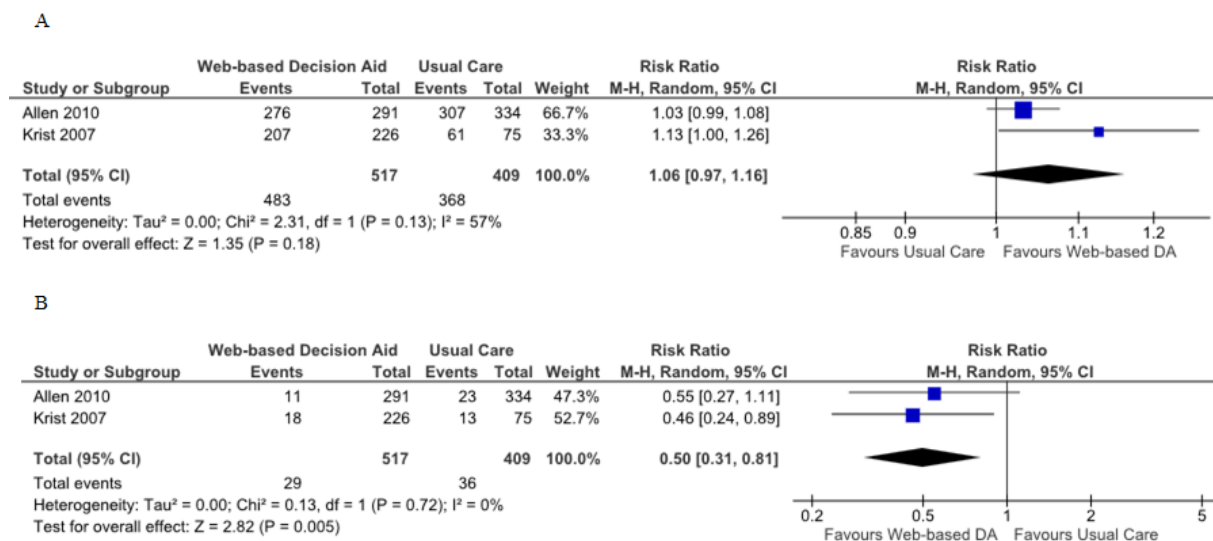 A
Web-based Decision Aid Usual Care Risk Ratio Risk Ratio
Study or Subgroup Events Total Events Total Weight M-H, Random, 95% CI M-H, Random, 95% CI
Allen 2010 276 291 307 334 66.7% 1.03 [0.99, 1.08]
Krist 2007 207 226 61 75 33.3% 1.13 [1.00, 1.26]
Total (95% CI) 517 409 100.0% 1.06 [0.97, 1.16]
Total events 483 368
Heterogeneity: Tau² = 0.00; Chi² = 2.31, df = 1 (P = 0.13); I² = 57%
Test for overall effect: Z = 1.35 (P = 0.18)
0.85 0.9 1 1.1 1.2
Favours Usual Care Favours Web-based DA
B
Web-based Decision Aid Usual Care Risk Ratio Risk Ratio
Study or Subgroup Events Total Events Total Weight M-H, Random, 95% CI M-H, Random, 95% CI
Allen 2010 11 291 23 334 47.3% 0.55 [0.27, 1.11]
Krist 2007 18 226 13 75 52.7% 0.46 [0.24, 0.89]
Total (95% CI) 517 409 100.0% 0.50 [0.31, 0.81]
Total events 29 36
Heterogeneity: Tau² = 0.00; Chi² = 0.13, df = 1 (P = 0.72); I² = 0%
Test for overall effect: Z = 2.82 (P = 0.005)
0.2 0.5 1 2 5
Favours Web-based DA Favours Usual Care